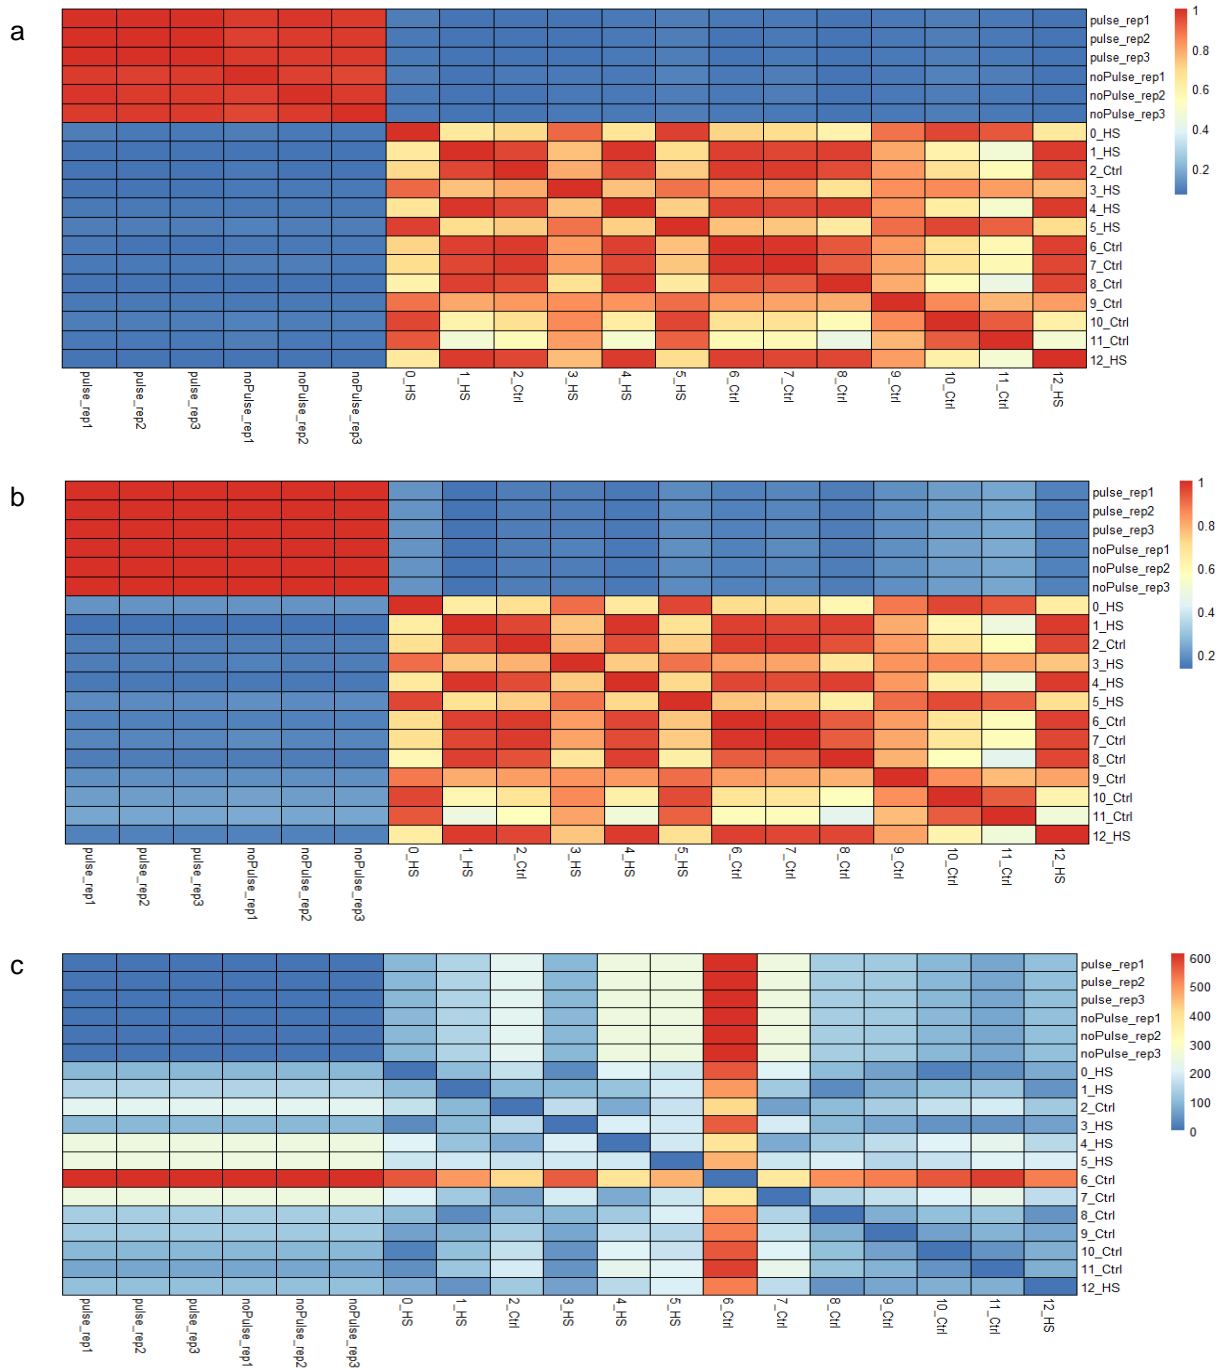 a
pulse_rep1
pulse_rep2
pulse_rep3
noPulse_rep1
noPulse_rep2
noPulse_rep3
0_HS
1_HS
2_Ctrl
3_HS
4_HS
5_HS
6_Ctrl
7_Ctrl
8_Ctrl
9_Ctrl
10_Ctrl
11_Ctrl
12_HS
1
0.8
0.6
0.4
0.2
pulse_rep1
pulse_rep2
pulse_rep3
noPulse_rep1
noPulse_rep2
noPulse_rep3
0_HS
1_HS
2_Ctrl
3_HS
4_HS
5_HS
6_Ctrl
7_Ctrl
8_Ctrl
9_Ctrl
10_Ctrl
11_Ctrl
12_HS
b
pulse_rep1
pulse_rep2
pulse_rep3
noPulse_rep1
noPulse_rep2
noPulse_rep3
0_HS
1_HS
2_Ctrl
3_HS
4_HS
5_HS
6_Ctrl
7_Ctrl
8_Ctrl
9_Ctrl
10_Ctrl
11_Ctrl
12_HS
1
0.8
0.6
0.4
0.2
pulse_rep1
pulse_rep2
pulse_rep3
noPulse_rep1
noPulse_rep2
noPulse_rep3
0_HS
1_HS
2_Ctrl
3_HS
4_HS
5_HS
6_Ctrl
7_Ctrl
8_Ctrl
9_Ctrl
10_Ctrl
11_Ctrl
12_HS
c
pulse_rep1
pulse_rep2
pulse_rep3
noPulse_rep1
noPulse_rep2
noPulse_rep3
0_HS
1_HS
2_Ctrl
3_HS
4_HS
5_HS
6_Ctrl
7_Ctrl
8_Ctrl
9_Ctrl
10_Ctrl
11_Ctrl
12_HS
600
500
400
300
200
100
0
pulse_rep1
pulse_rep2
pulse_rep3
noPulse_rep1
noPulse_rep2
noPulse_rep3
0_HS
1_HS
2_Ctrl
3_HS
4_HS
5_HS
6_Ctrl
7_Ctrl
8_Ctrl
9_Ctrl
10_Ctrl
11_Ctrl
12_HS